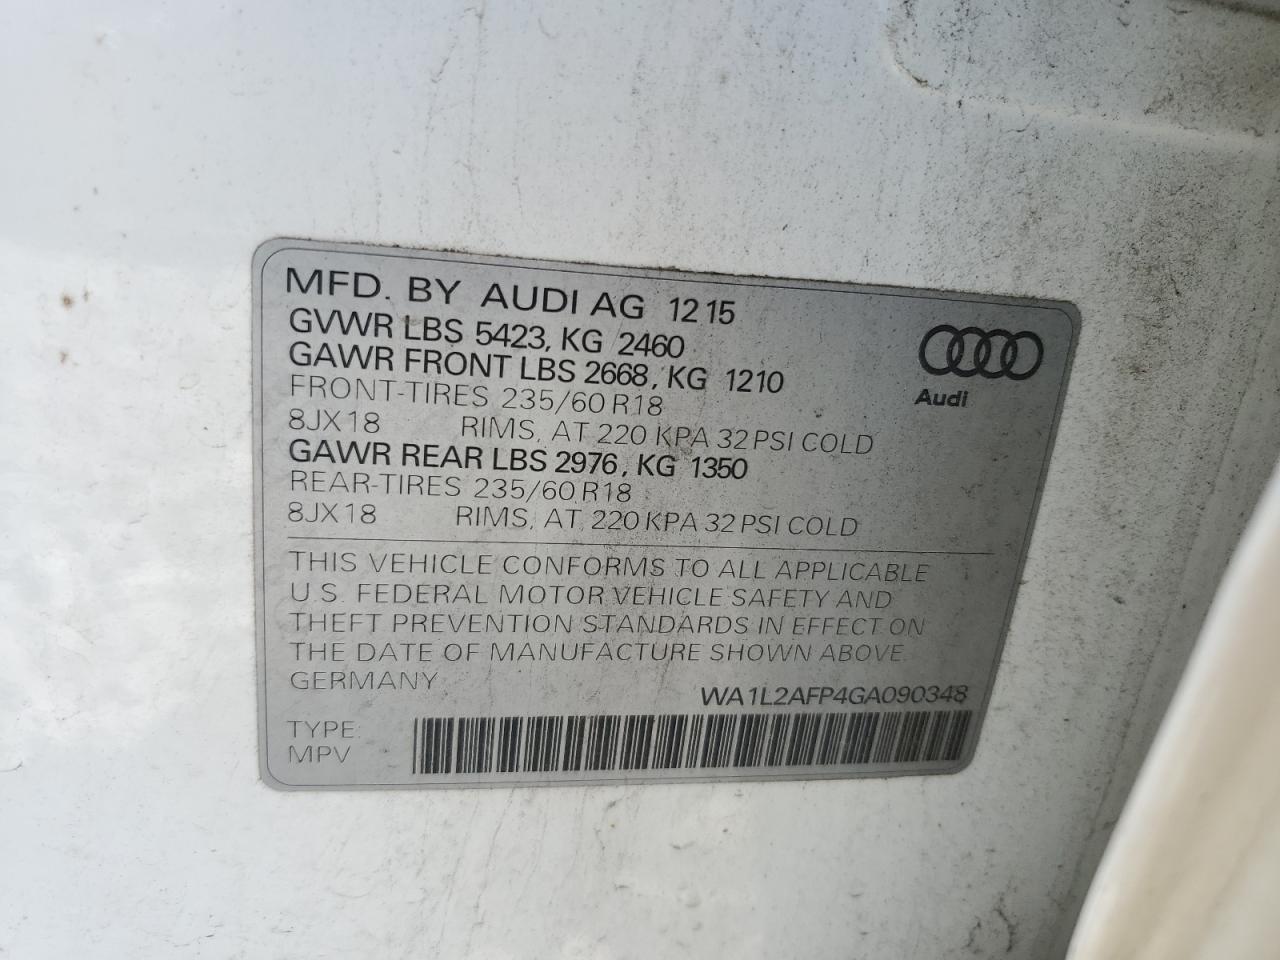 MFD. BY AUDI AG 12 15
GVWR LBS 5423, KG 2460
GAWR FRONT LBS 2668, KG 1210
FRONT-TIRES 235/60 R18
8JX18 RIMS, AT 220 KPA 32 PSI COLD
GAWR REAR LBS 2976, KG 1350
REAR-TIRES 235/60 R18
8JX18 RIMS, AT 220 KPA 32 PSI COLD
Audi
THIS VEHICLE CONFORMS TO ALL APPLICABLE
U.S. FEDERAL MOTOR VEHICLE SAFETY AND
THEFT PREVENTION STANDARDS IN EFFECT ON
THE DATE OF MANUFACTURE SHOWN ABOVE.
GERMANY
WA1L2AFP4GA090348
TYPE:
MPV